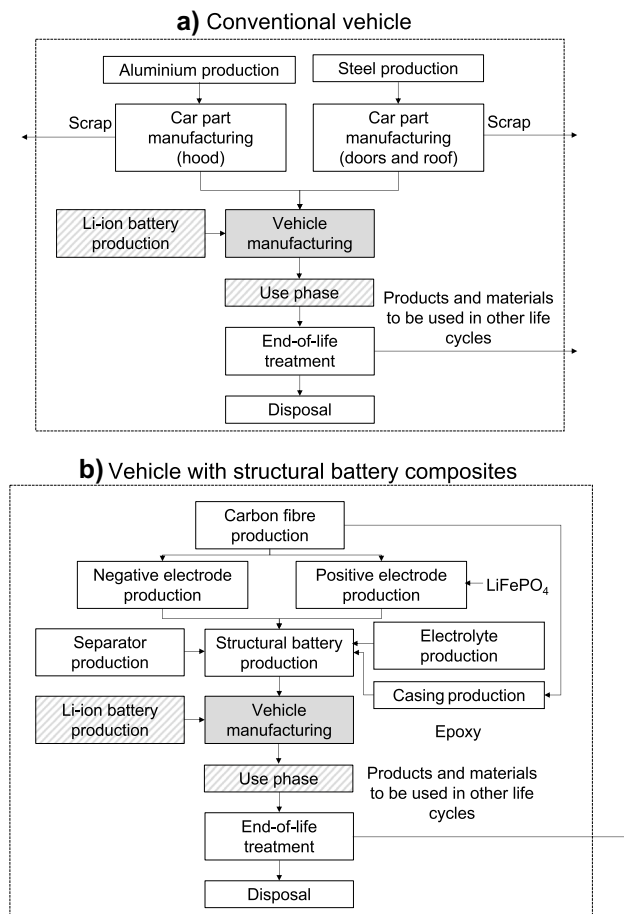 a) Conventional vehicle
Aluminium production
Steel production
Scrap
Car part
manufacturing
(hood)
Car part
manufacturing
(doors and roof)
Scrap
Li-ion battery
production
Vehicle
manufacturing
Use phase
Products and materials
to be used in other life
cycles
End-of-life
treatment
Disposal
b) Vehicle with structural battery composites
Carbon fibre
production
Negative electrode
production
Positive electrode
production
LiFePO₄
Separator
production
Structural battery
production
Electrolyte
production
Casing production
Li-ion battery
production
Vehicle
manufacturing
Epoxy
Use phase
Products and materials
to be used in other life
cycles
End-of-life
treatment
Disposal